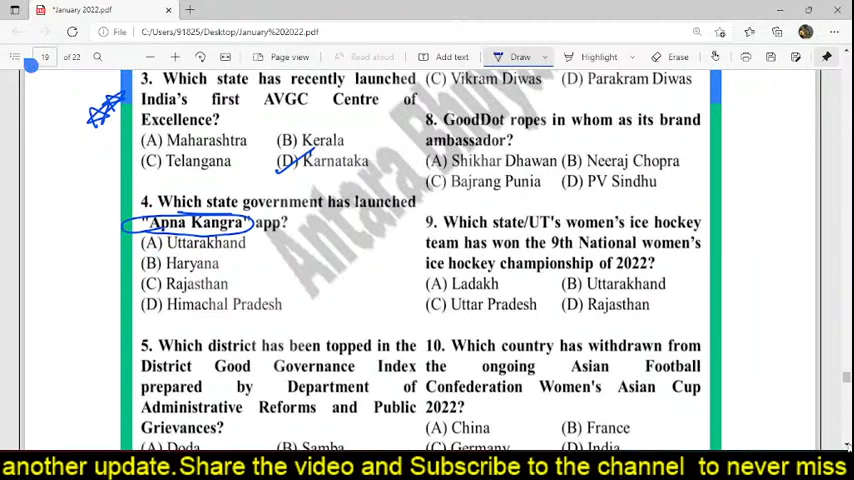 *January 2022.pdf
File
C:/Users/91825/Desktop/January%202022.pdf
19 of 22
Page view
Read aloud
Add text
Draw
Highlight
Erase
3. Which state has recently launched
India's first AVGC Centre of
Excellence?
(A) Maharashtra (B) Kerala
(C) Telangana (D) Karnataka
4. Which state government has launched
"Apna Kangra" app?
(A) Uttarakhand
(B) Haryana
(C) Rajasthan
(D) Himachal Pradesh
5. Which district has been topped in the
District Good Governance Index
prepared by Department of
Administrative Reforms and Public
Grievances?
(A) Doda (B) Samba
(C) Vikram Diwas (D) Parakram Diwas
8. GoodDot ropes in whom as its brand
ambassador?
(A) Shikhar Dhawan (B) Neeraj Chopra
(C) Bajrang Punia (D) PV Sindhu
9. Which state/UT's women's ice hockey
team has won the 9th National women's
ice hockey championship of 2022?
(A) Ladakh (B) Uttarakhand
(C) Uttar Pradesh (D) Rajasthan
10. Which country has withdrawn from
the ongoing Asian Football
Confederation Women's Asian Cup
2022?
(A) China (B) France
(C) Germany (D) India
Antara Bhuya
another update.Share the video and Subscribe to the channel to never miss